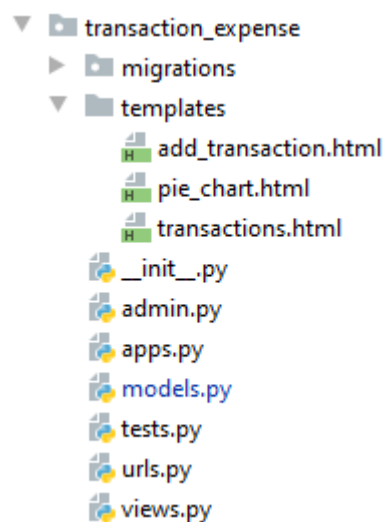 transaction_expense
migrations
templates
add_transaction.html
pie_chart.html
transactions.html
__init__.py
admin.py
apps.py
models.py
tests.py
urls.py
views.py